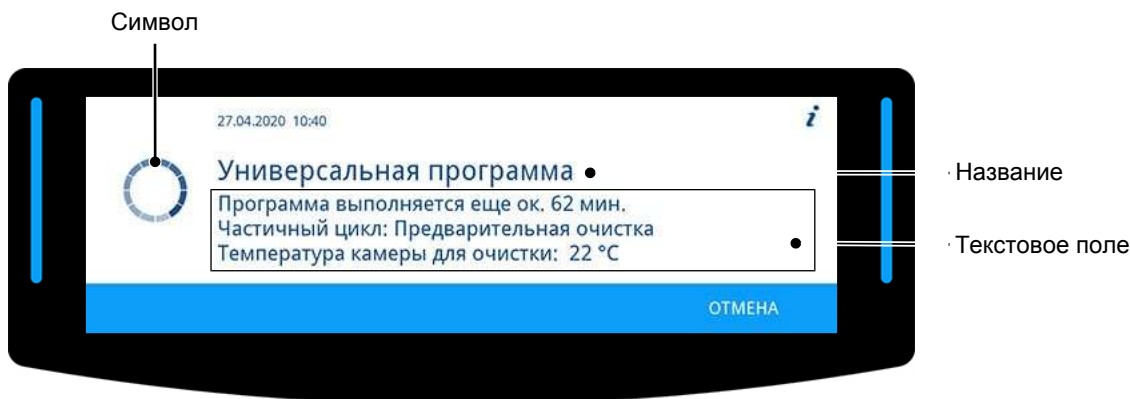 Символ
27.04.2020 10:40
i
Универсальная программа
Название
Программа выполняется еще ок. 62 мин.
Частичный цикл: Предварительная очистка
Температура камеры для очистки: 22 °C
Текстовое поле
ОТМЕНА